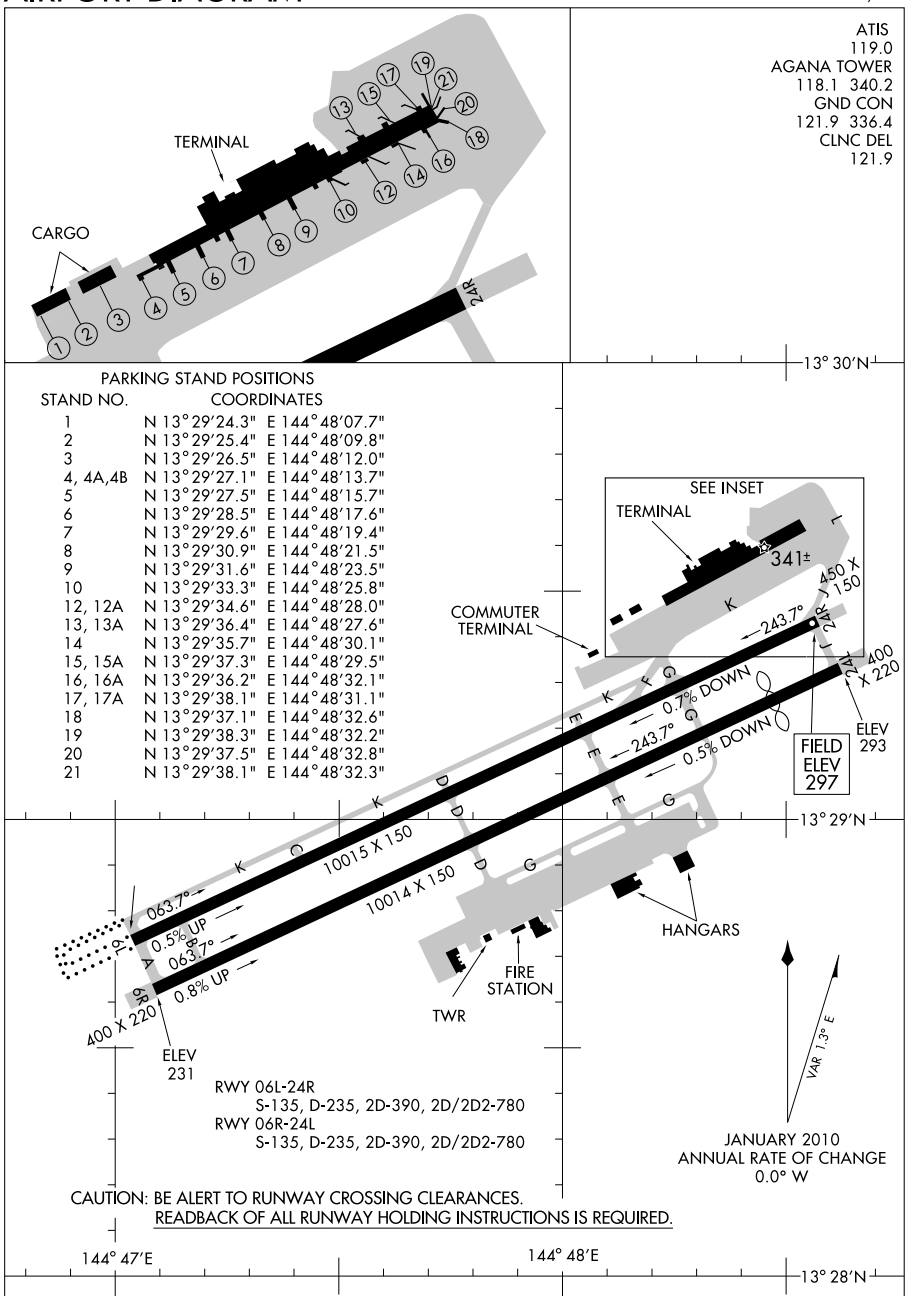 AIRPORT DIAGRAM
ATIS
119.0
AGANA TOWER
118.1 340.2
GND CON
121.9 336.4
CLNC DEL
121.9
TERMINAL
CARGO
1
2
3
4
5
6
7
8
9
10
12
13
14
15
16
17
18
19
20
21
24R
13° 30'N
PARKING STAND POSITIONS
STAND NO. COORDINATES
1 N 13°29'24.3" E 144°48'07.7"
2 N 13°29'25.4" E 144°48'09.8"
3 N 13°29'26.5" E 144°48'12.0"
4, 4A,4B N 13°29'27.1" E 144°48'13.7"
5 N 13°29'27.5" E 144°48'15.7"
6 N 13°29'28.5" E 144°48'17.6"
7 N 13°29'29.6" E 144°48'19.4"
8 N 13°29'30.9" E 144°48'21.5"
9 N 13°29'31.6" E 144°48'23.5"
10 N 13°29'33.3" E 144°48'25.8"
12, 12A N 13°29'34.6" E 144°48'28.0"
13, 13A N 13°29'36.4" E 144°48'27.6"
14 N 13°29'35.7" E 144°48'30.1"
15, 15A N 13°29'37.3" E 144°48'29.5"
16, 16A N 13°29'36.2" E 144°48'32.1"
17, 17A N 13°29'38.1" E 144°48'31.1"
18 N 13°29'37.1" E 144°48'32.6"
19 N 13°29'38.3" E 144°48'32.2"
20 N 13°29'37.5" E 144°48'32.8"
21 N 13°29'38.1" E 144°48'32.3"
SEE INSET
TERMINAL
L
341±
K
450 X
150
J
24R
COMMUTER
TERMINAL
243.7°
J
24L
400
X 220
G
F
K
E
0.7% DOWN
G
E
243.7°
0.5% DOWN
E
G
ELEV
293
FIELD
ELEV
297
13° 29'N
K
D
D
D
G
C
K
10015 X 150
10014 X 150
063.7°
0.5% UP
B
063.7°
0.8% UP
6L
A
6R
400 X 220
ELEV
231
HANGARS
FIRE
STATION
TWR
RWY 06L-24R
S-135, D-235, 2D-390, 2D/2D2-780
RWY 06R-24L
S-135, D-235, 2D-390, 2D/2D2-780
VAR 1.3° E
JANUARY 2010
ANNUAL RATE OF CHANGE
0.0° W
CAUTION: BE ALERT TO RUNWAY CROSSING CLEARANCES.
READBACK OF ALL RUNWAY HOLDING INSTRUCTIONS IS REQUIRED.
144° 47'E
144° 48'E
13° 28'N